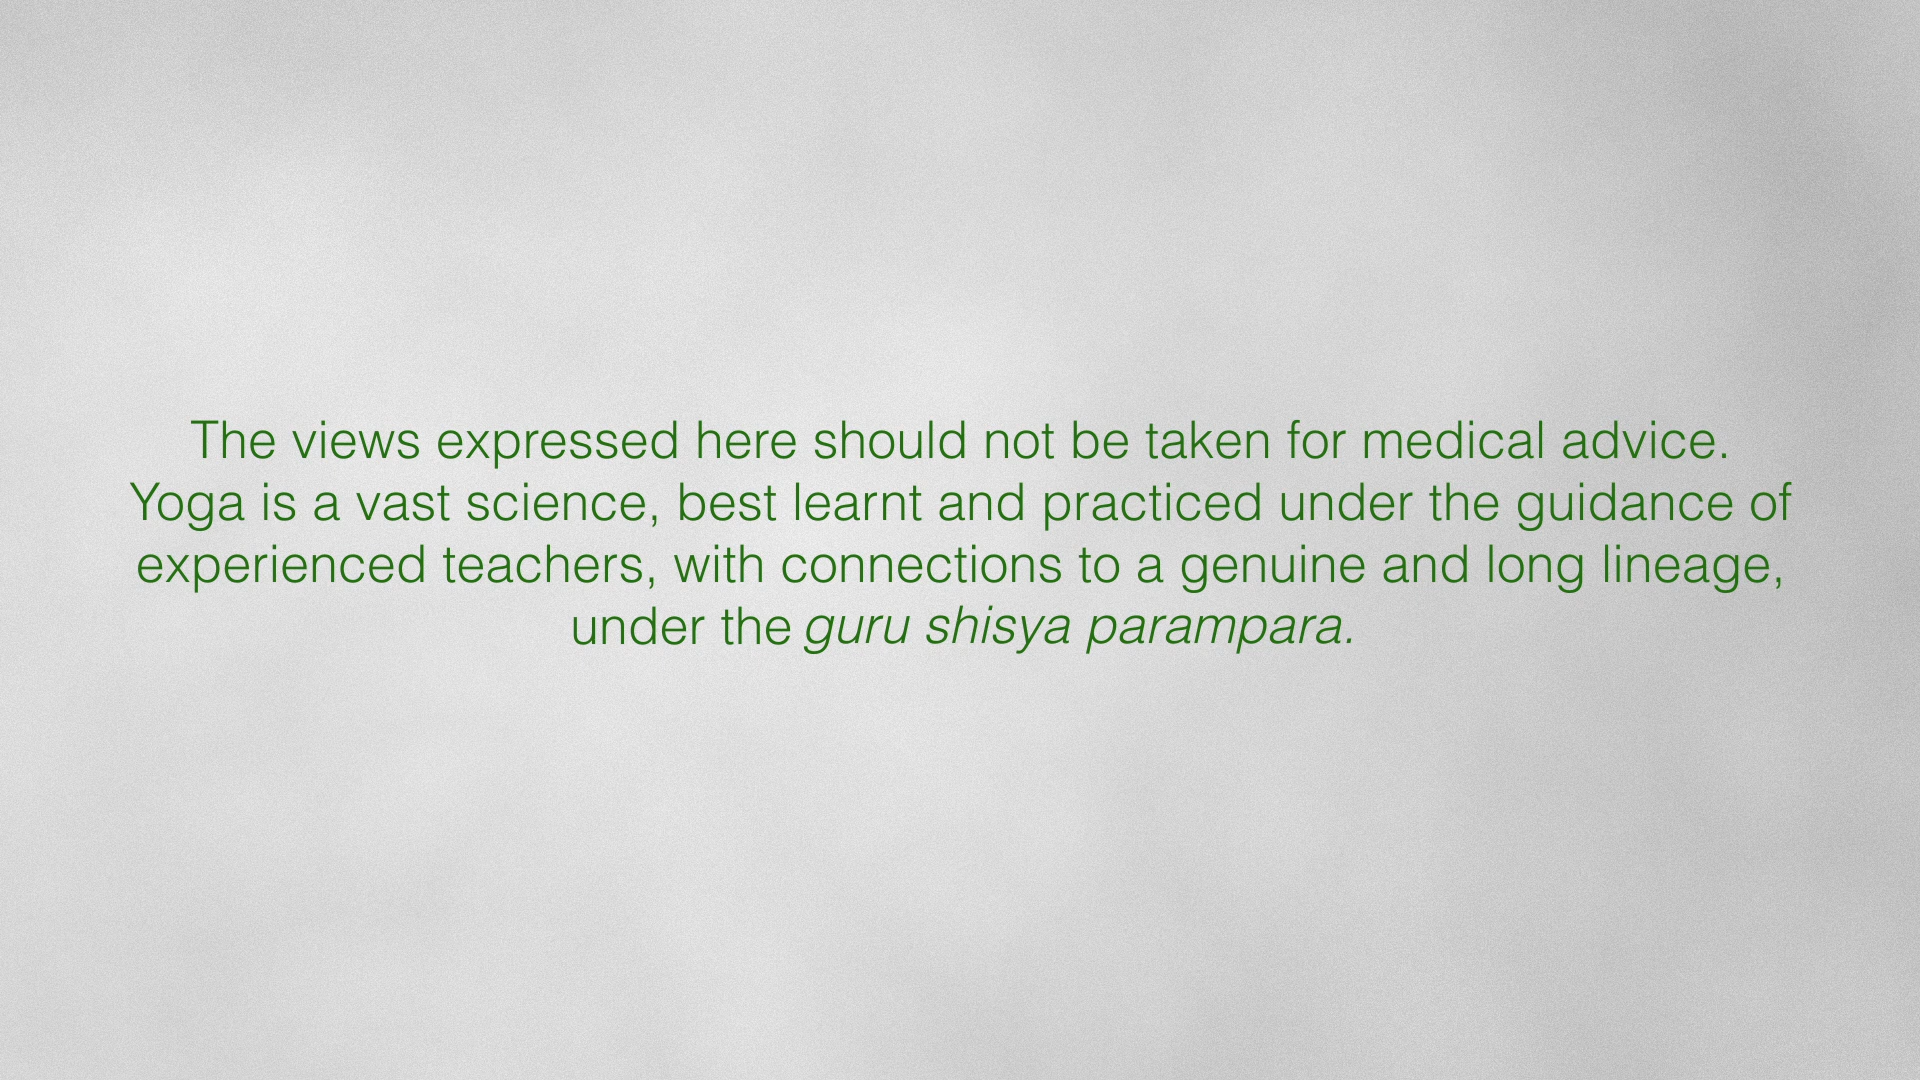 The views expressed here should not be taken for medical advice.
Yoga is a vast science, best learnt and practiced under the guidance of
experienced teachers, with connections to a genuine and long lineage,
under the guru shisya parampara.